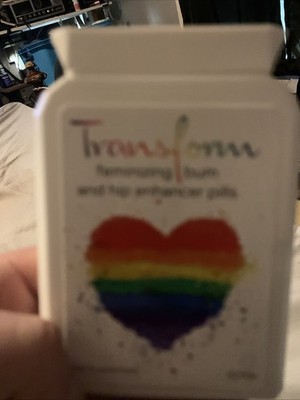 Transform
feminizing bum
and hip enhancer pills